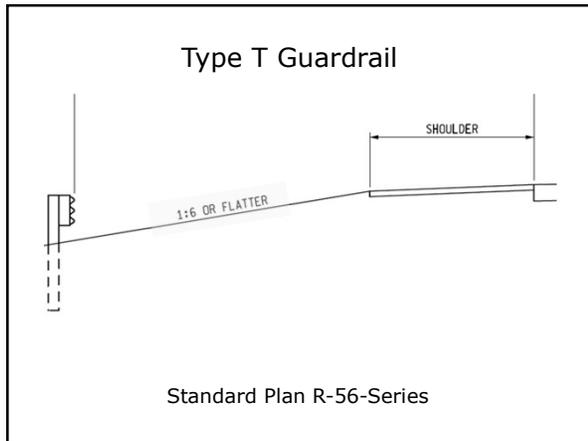 Type T Guardrail
SHOULDER
1:6 OR FLATTER
Standard Plan R-56-Series